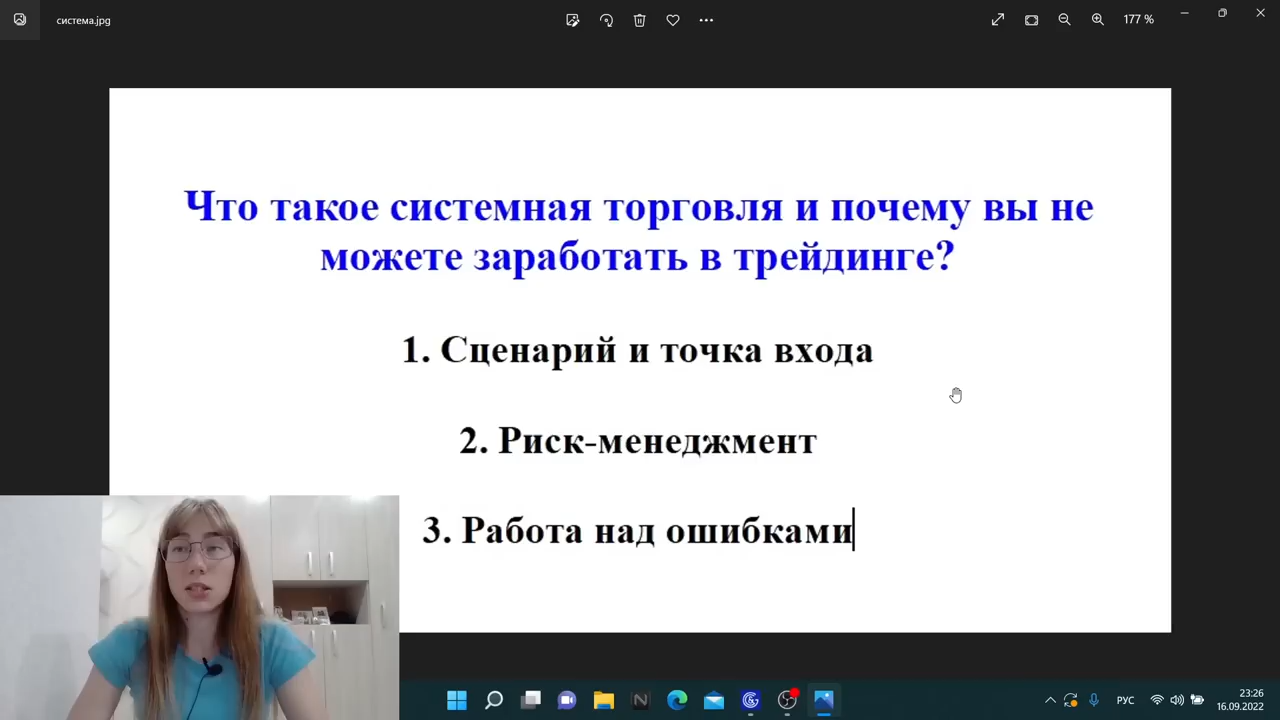 система.jpg
177 %
Что такое системная торговля и почему вы не
можете заработать в трейдинге?
1. Сценарий и точка входа
2. Риск-менеджмент
3. Работа над ошибками
РУС
23:26
16.09.2022